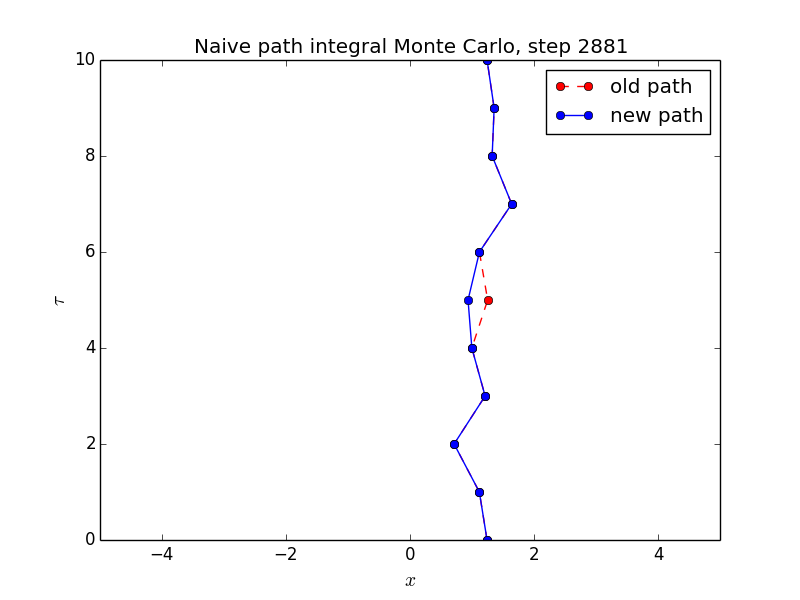 Naive path integral Monte Carlo, step 2881
old path
new path
10
8
6
4
2
0
τ
−4 −2 0 2 4
x